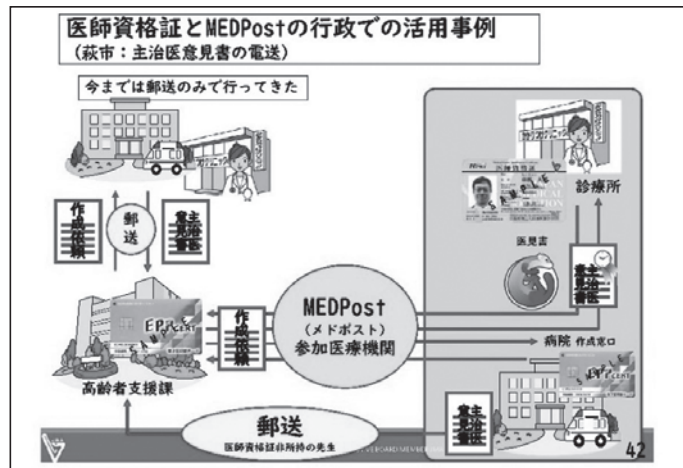 医師資格証とMEDPostの行政での活用事例
(萩市:主治医意見書の電送)
今までは郵送のみで行ってきた
作成依頼
郵送
主治医
意見書
診療所
医見書
主治医
意見書
MEDPost
(メドポスト)
参加医療機関
作成依頼
病院 作成窓口
高齢者支援課
主治医
意見書
郵送
医師資格証非所持の先生
42